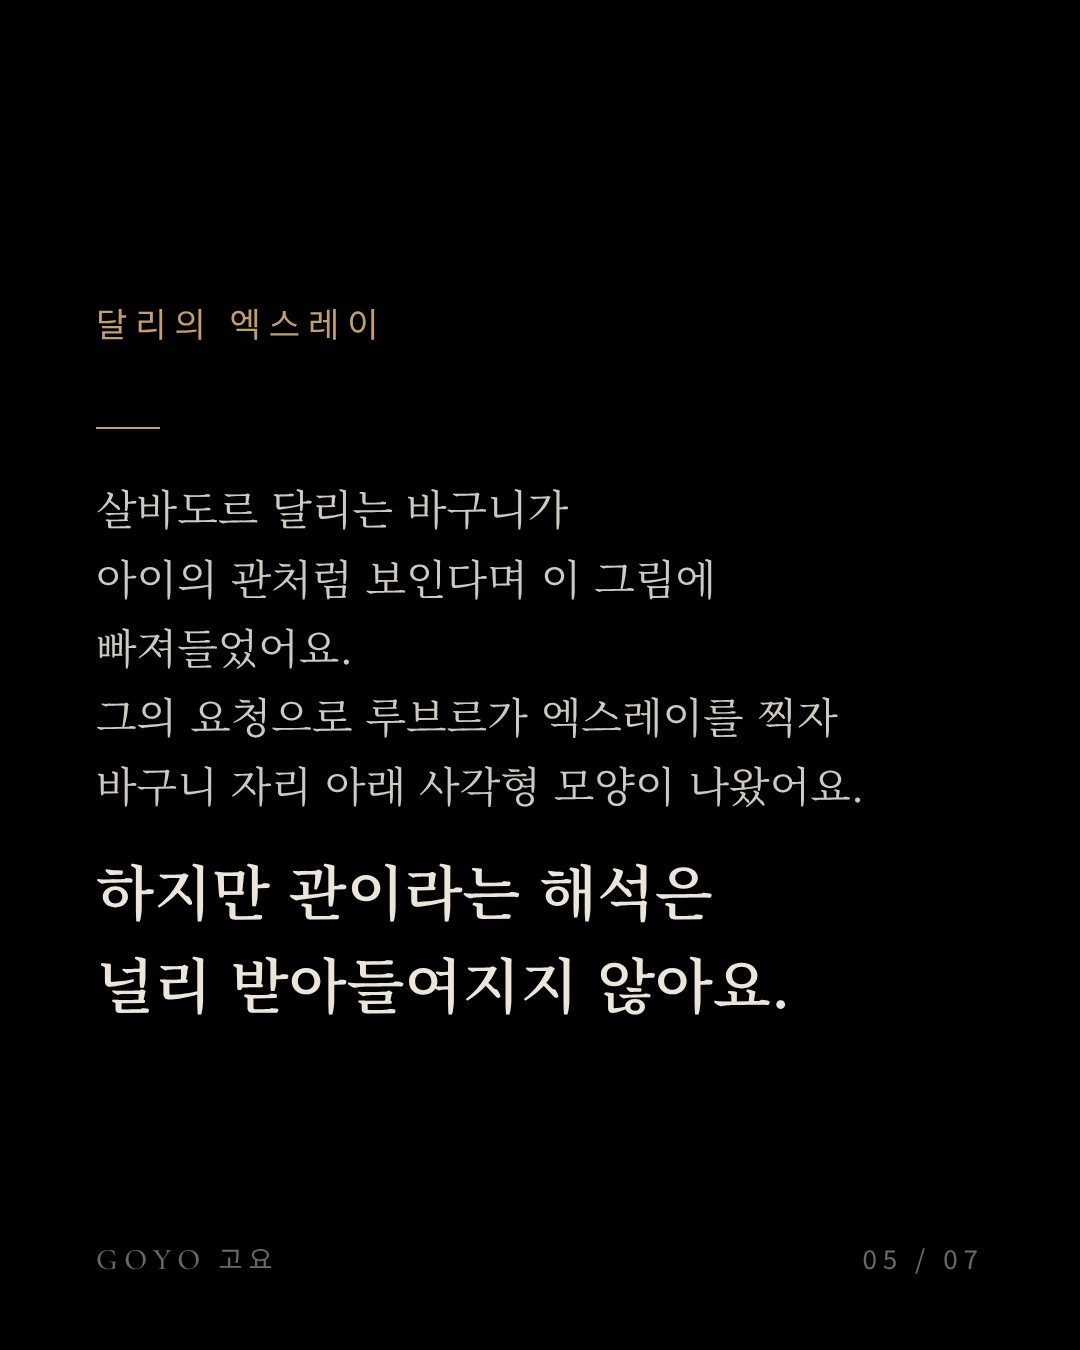 달리의 엑스레이
살바도르 달리는 바구니가
아이의 관처럼 보인다며 이 그림에
빠져들었어요.
그의 요청으로 루브르가 엑스레이를 찍자
바구니 자리 아래 사각형 모양이 나왔어요.
하지만 관이라는 해석은
널리 받아들여지지 않아요.
GOYO 고요
05 / 07